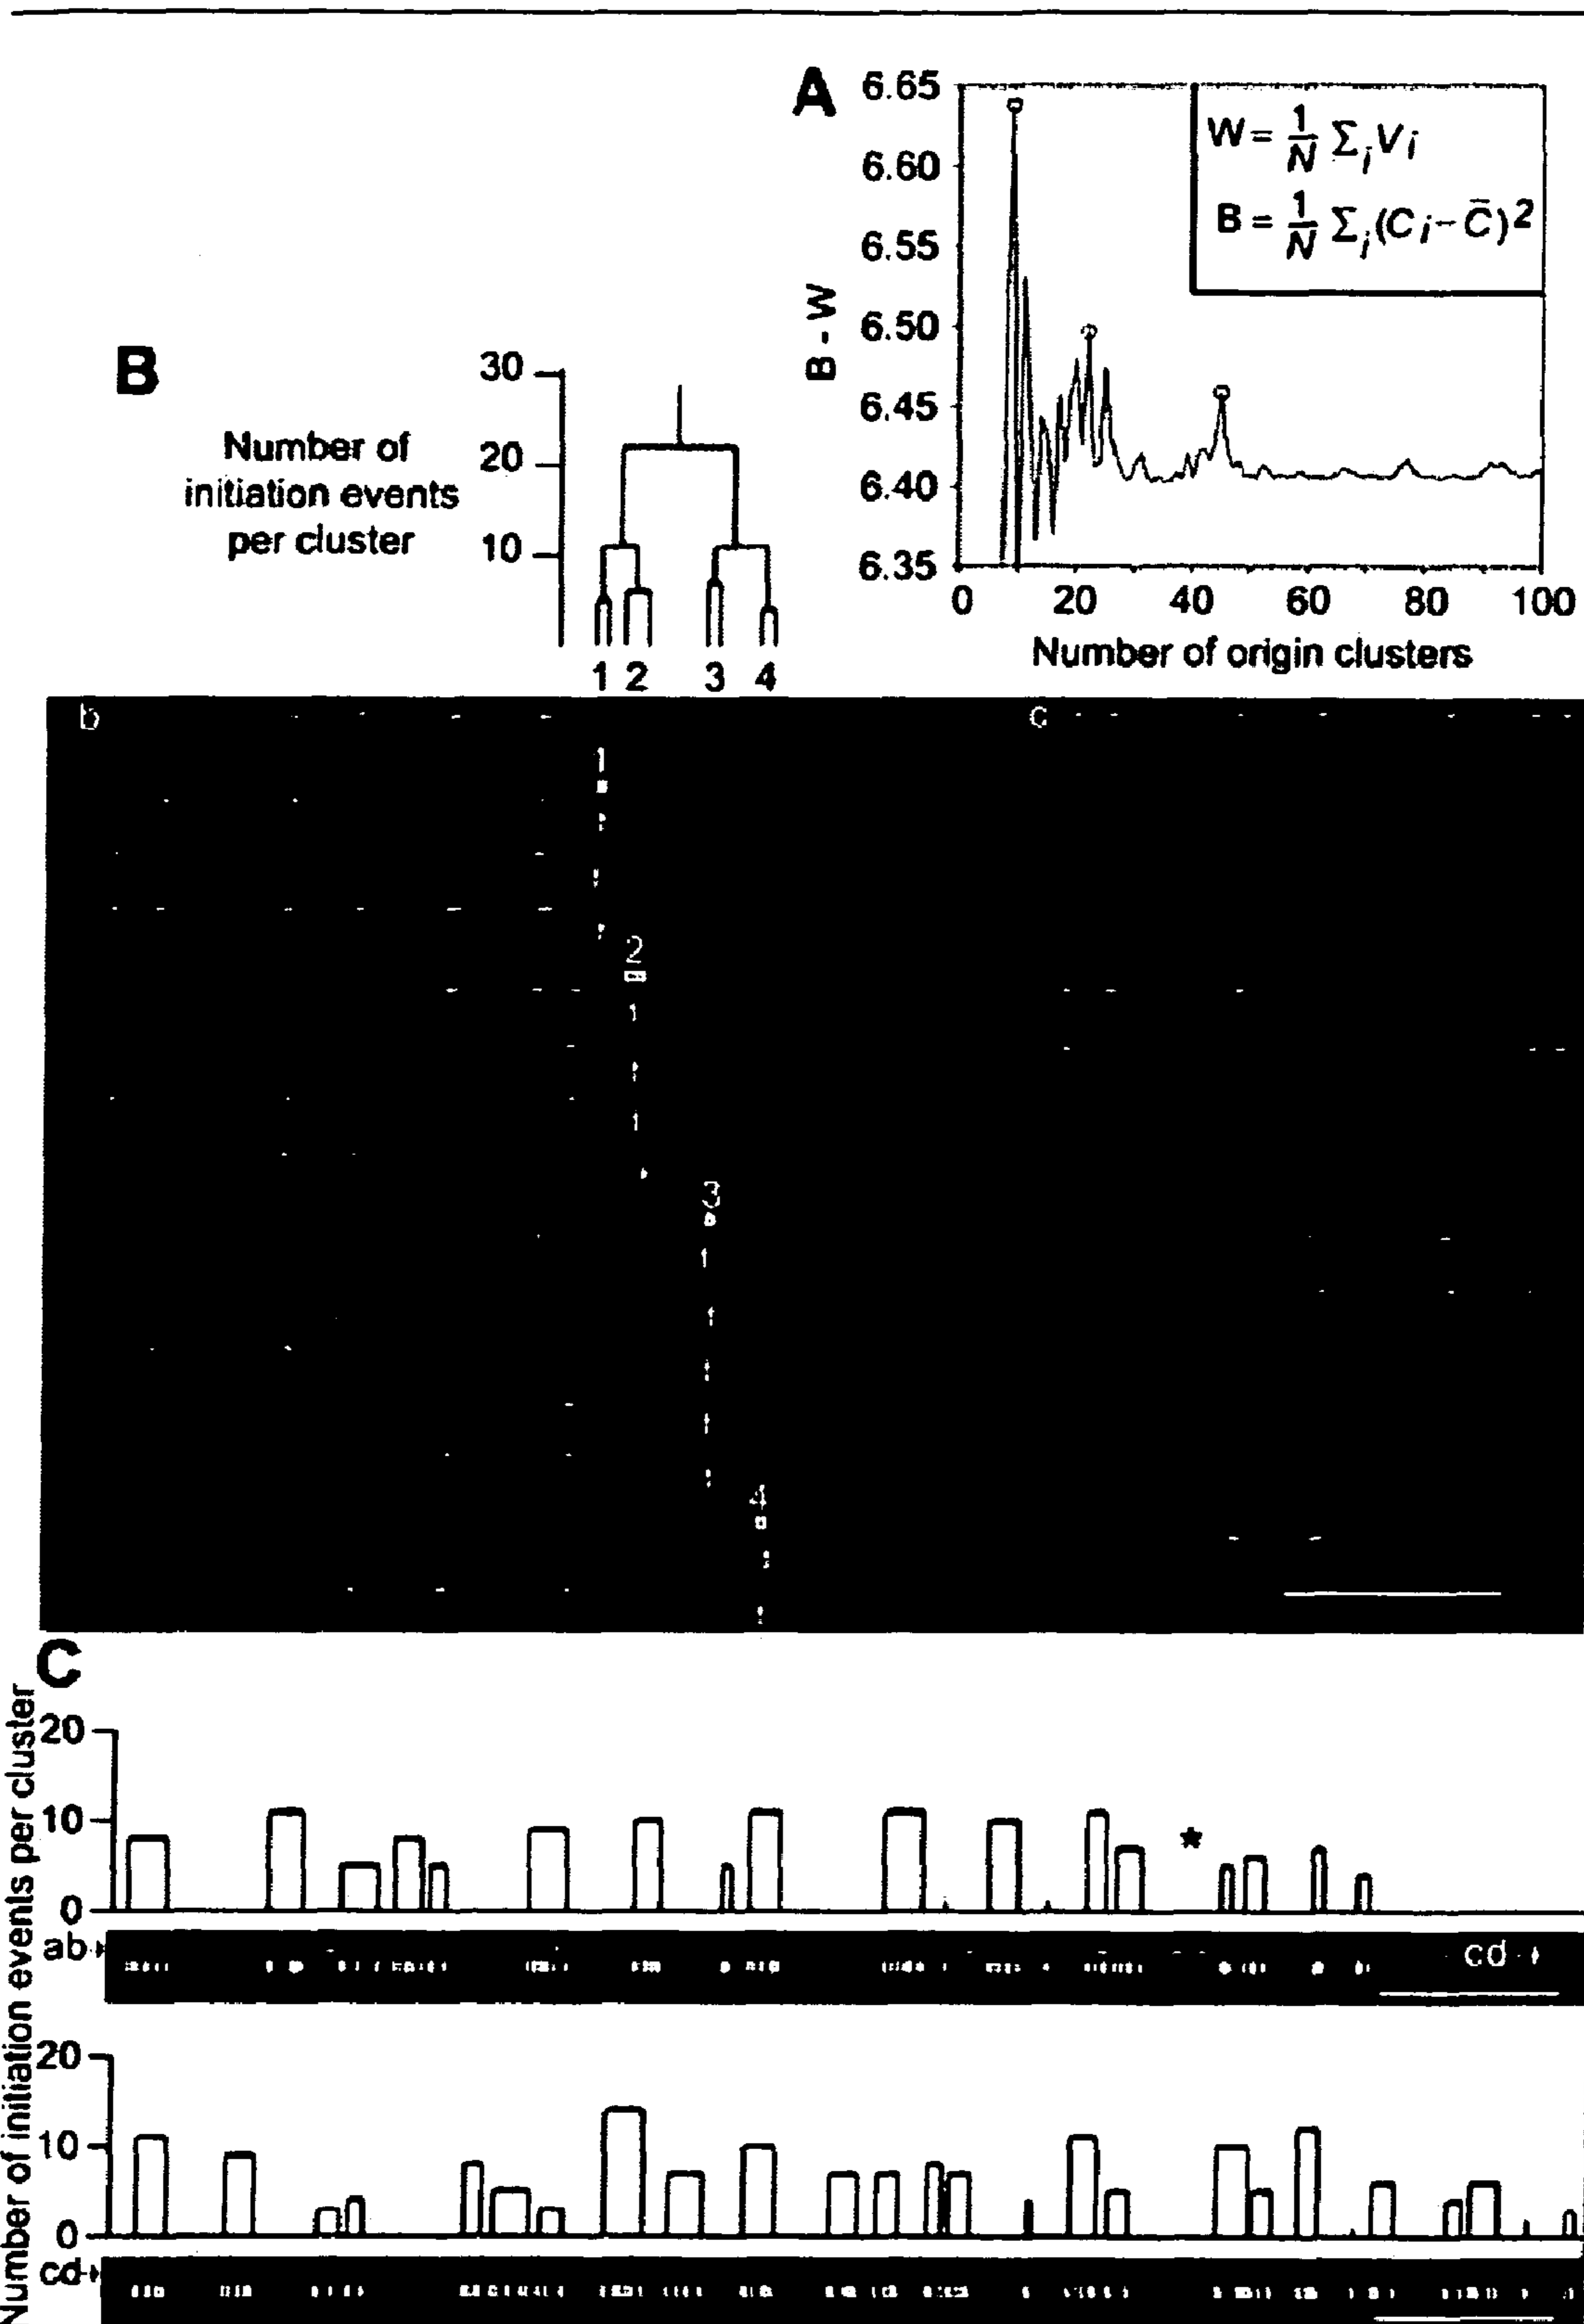 A
6.65
6.60
6.55
6.50
6.45
6.40
6.35
B - W
W = 1/N Σi Vi
B = 1/N Σi (Ci - C̄)²
0 20 40 60 80 100
Number of origin clusters
B
30
20
10
Number of
initiation events
per cluster
1 2 3 4
b
c
1
2
3
4
C
Number of initiation events per cluster
20
10
0
*
ab
cd
20
10
0
cd